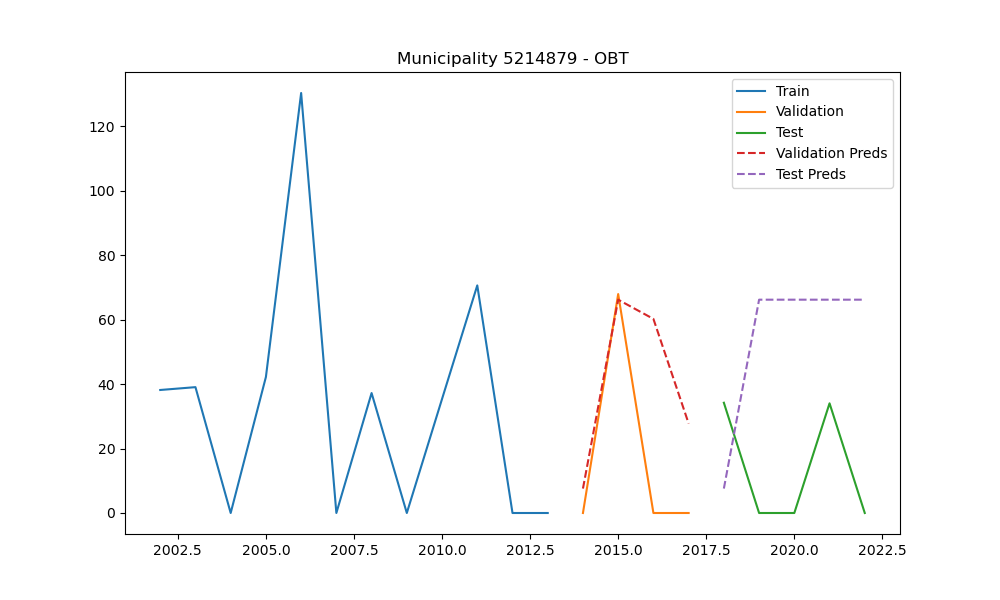 Municipality 5214879 - OBT
Train
Validation
Test
Validation Preds
Test Preds
120
100
80
60
40
20
0
2002.5 2005.0 2007.5 2010.0 2012.5 2015.0 2017.5 2020.0 2022.5